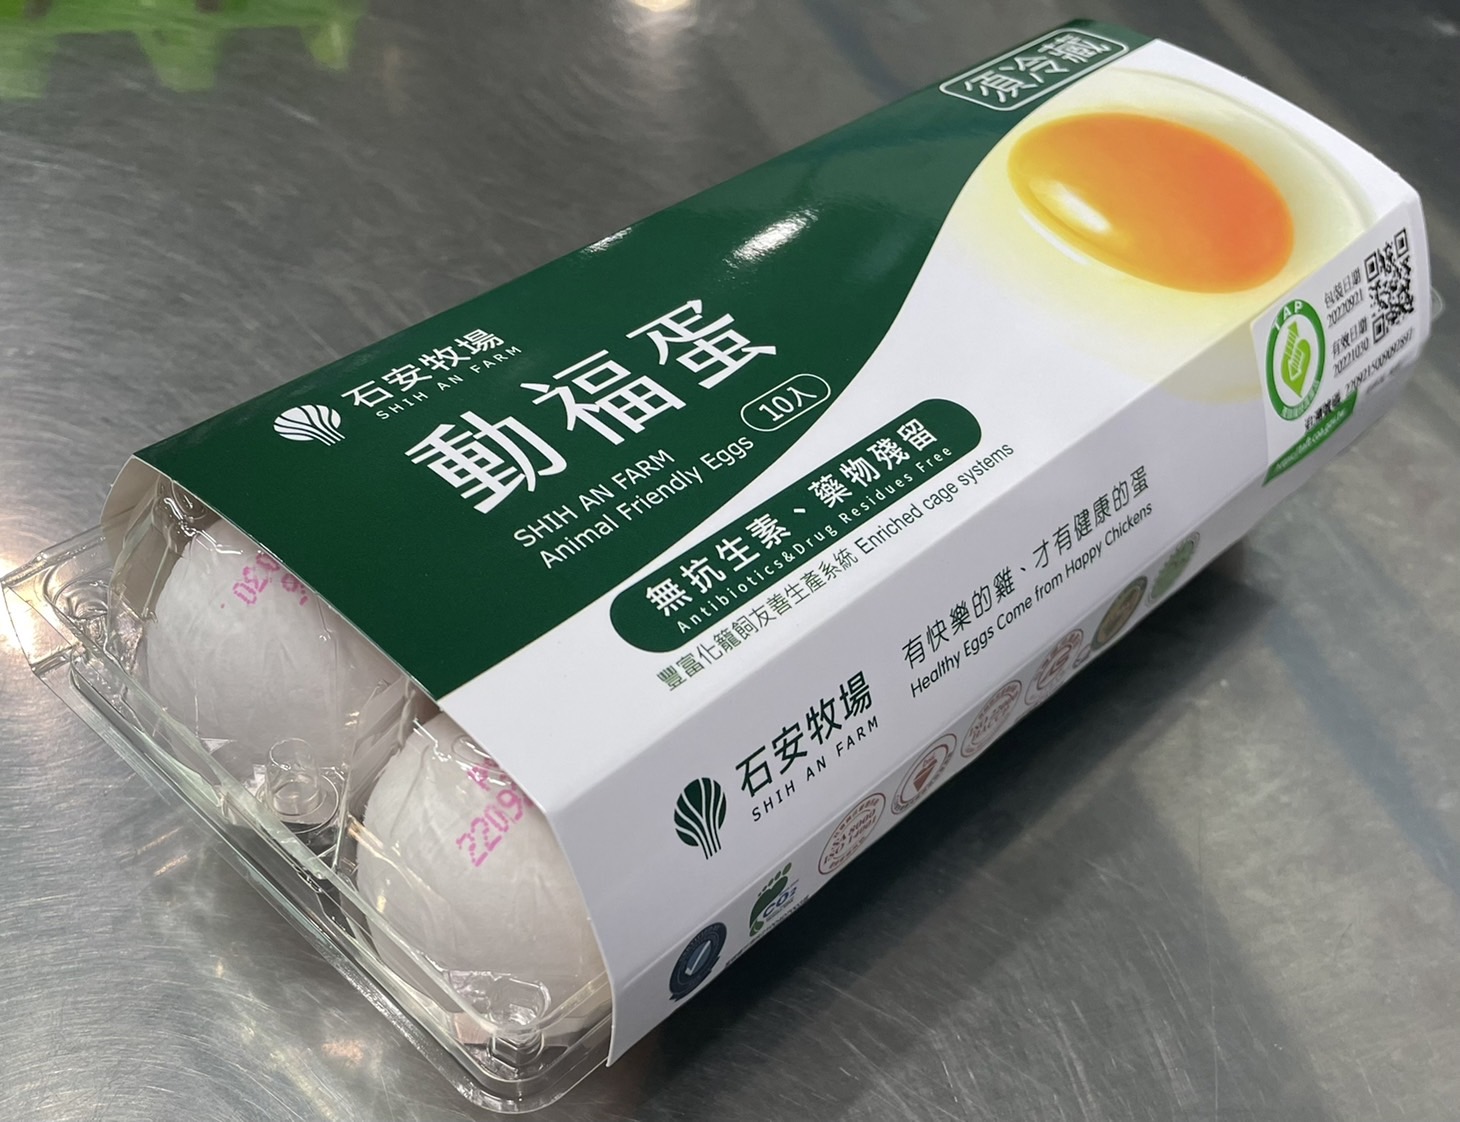 須冷藏
石安牧場
SHIH AN FARM
動福蛋
10入
SHIH AN FARM
Animal Friendly Eggs
無抗生素、藥物殘留
Antibiotics&Drug Residues Free
豐富化籠飼友善生產系統 Enriched cage systems
TAP
包裝日期
20220921
有效日期
20221030
有快樂的雞、才有健康的蛋
Healthy Eggs Come from Happy Chickens
石安牧場
SHIH AN FARM
CO2